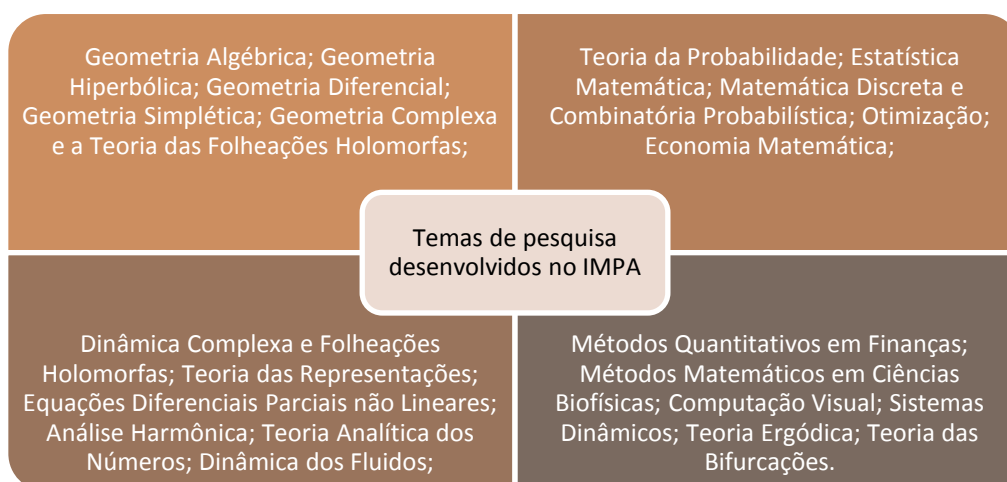 Geometria Algébrica; Geometria
Hiperbólica; Geometria Diferencial;
Geometria Simplética; Geometria Complexa
e a Teoria das Folheações Holomorfas;
Teoria da Probabilidade; Estatística
Matemática; Matemática Discreta e
Combinatória Probabilística; Otimização;
Economia Matemática;
Temas de pesquisa
desenvolvidos no IMPA
Dinâmica Complexa e Folheações
Holomorfas; Teoria das Representações;
Equações Diferenciais Parciais não Lineares;
Análise Harmônica; Teoria Analítica dos
Números; Dinâmica dos Fluidos;
Métodos Quantitativos em Finanças;
Métodos Matemáticos em Ciências
Biofísicas; Computação Visual; Sistemas
Dinâmicos; Teoria Ergódica; Teoria das
Bifurcações.